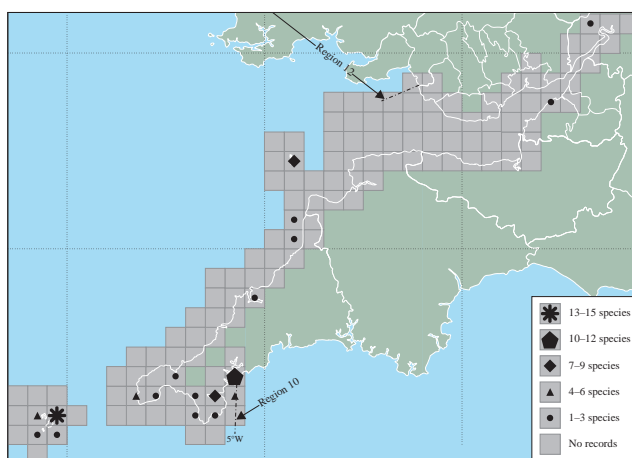 Region 12
Region 10
5°W
13–15 species
10–12 species
7–9 species
4–6 species
1–3 species
No records